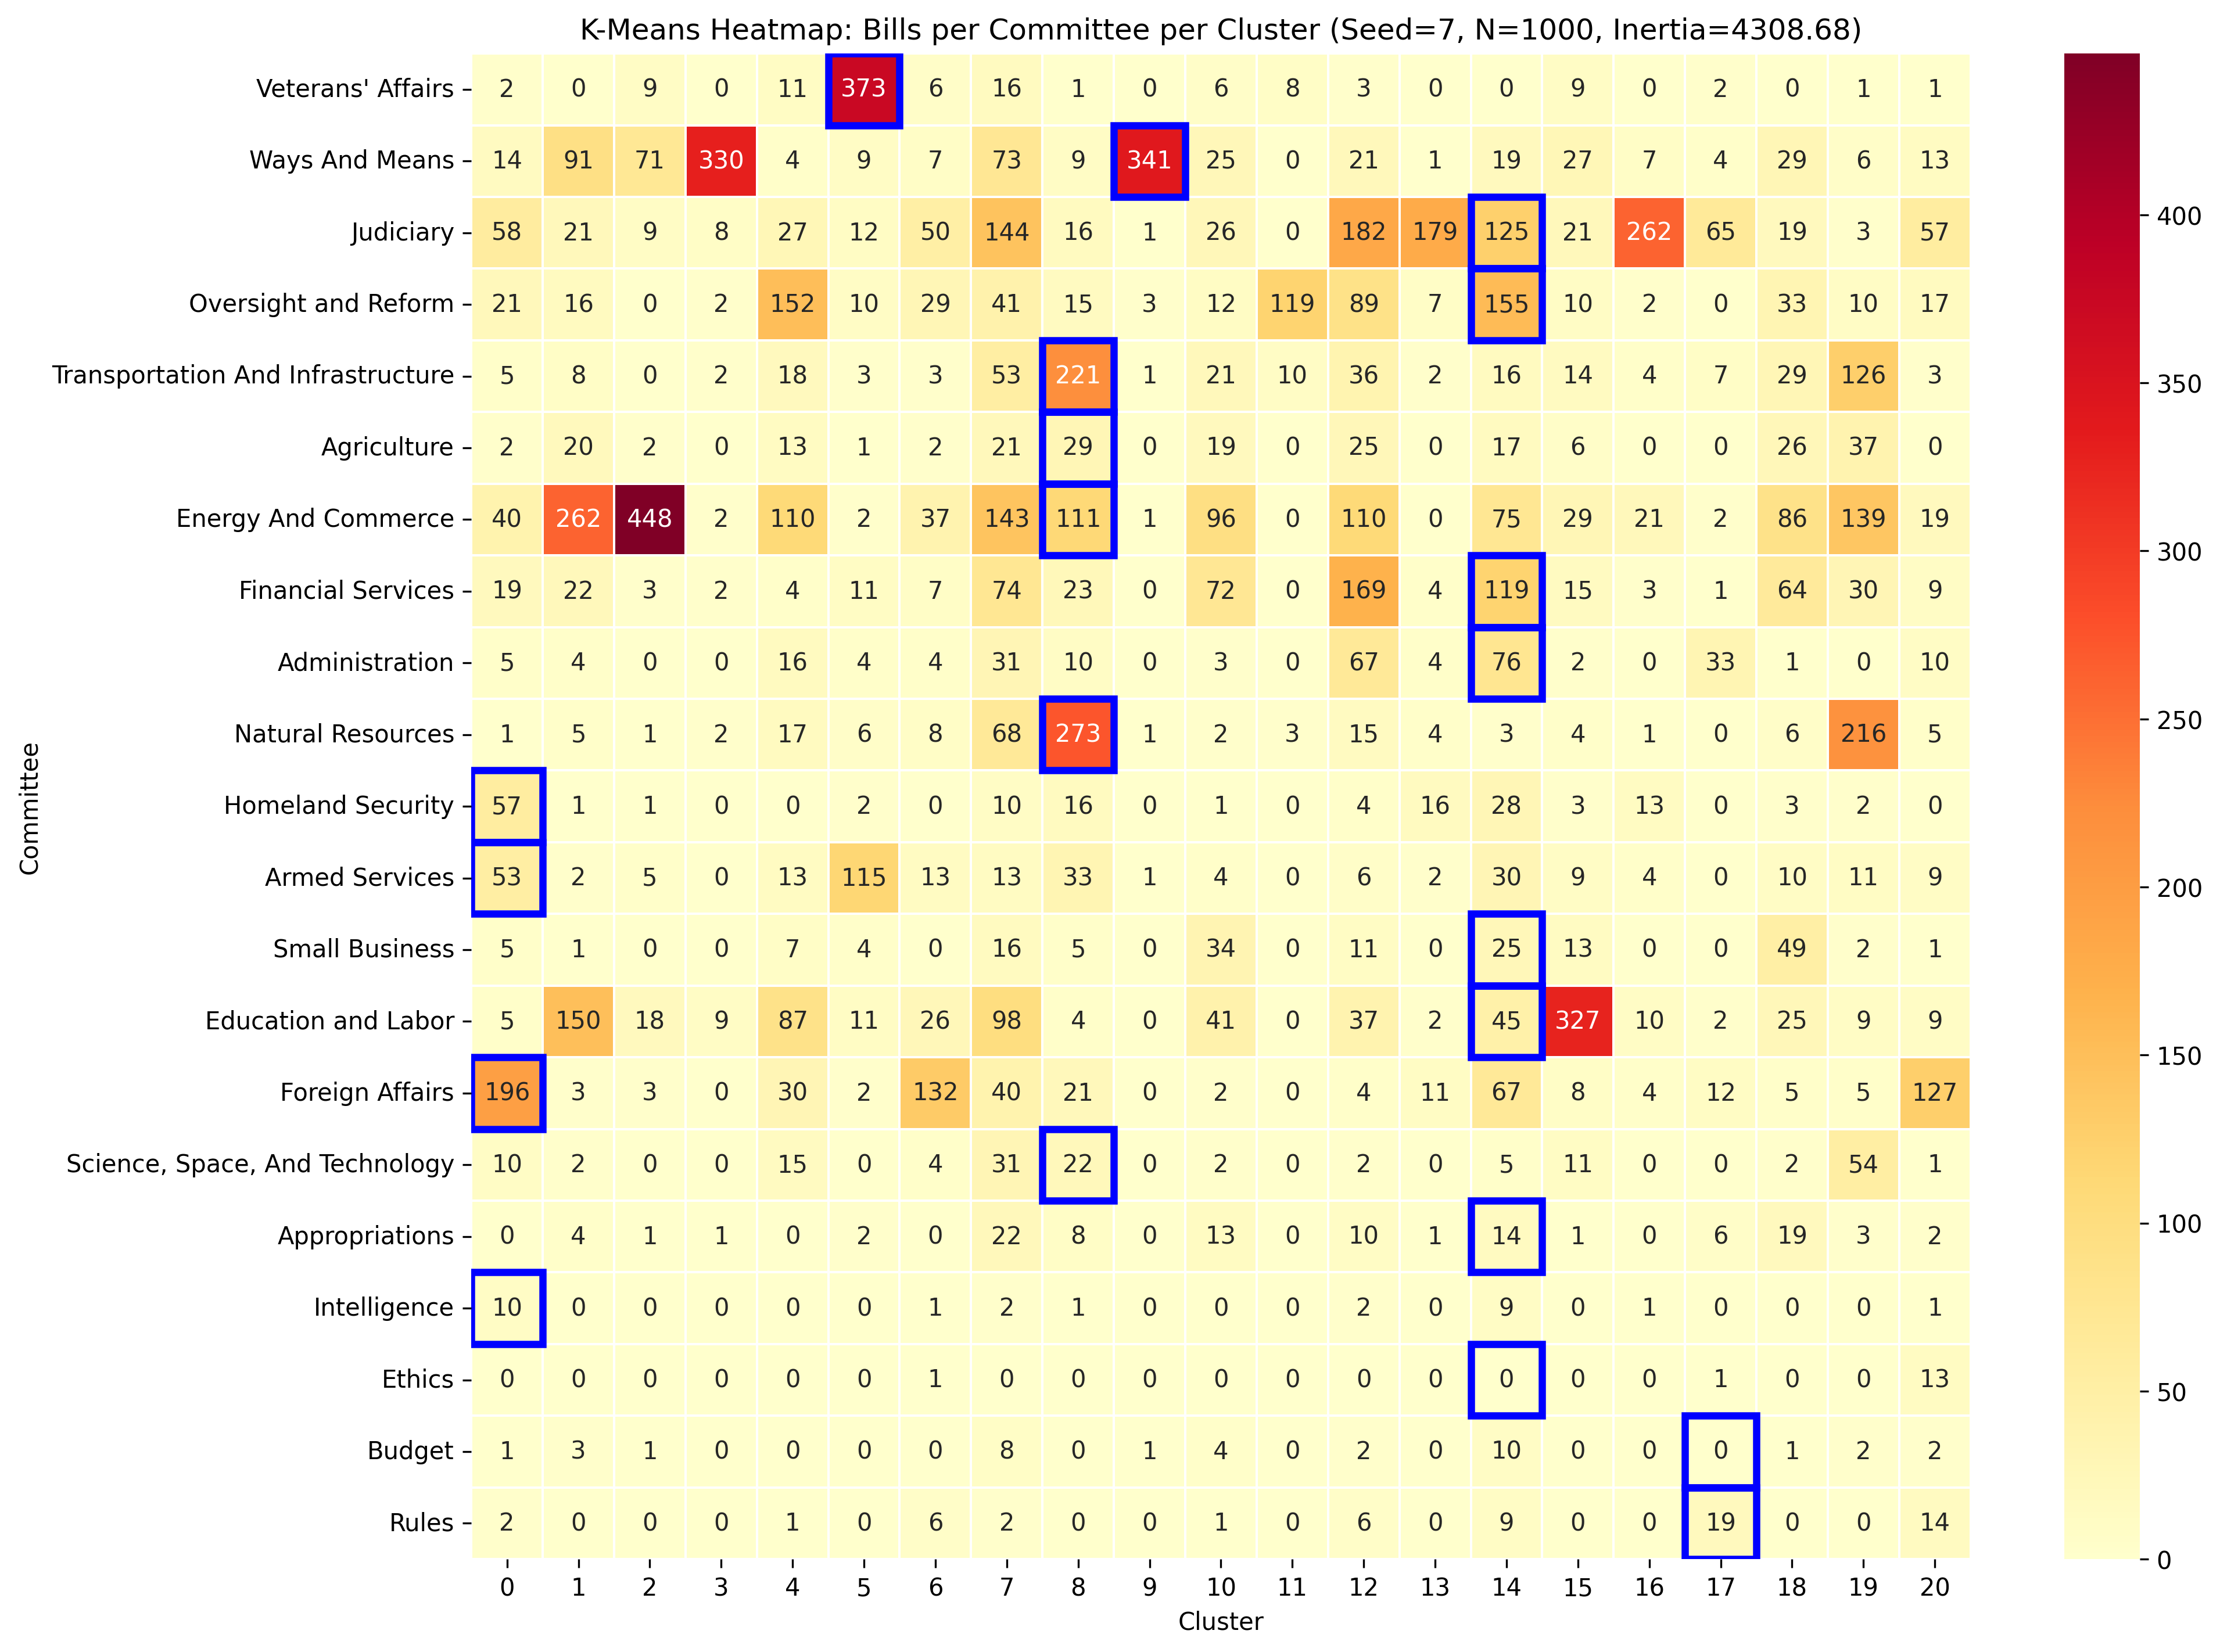 K-Means Heatmap: Bills per Committee per Cluster (Seed=7, N=1000, Inertia=4308.68)
Veterans' Affairs 2 0 9 0 11 373 6 16 1 0 6 8 3 0 0 9 0 2 0 1 1
Ways And Means 14 91 71 330 4 9 7 73 9 341 25 0 21 1 19 27 7 4 29 6 13
Judiciary 58 21 9 8 27 12 50 144 16 1 26 0 182 179 125 21 262 65 19 3 57
Oversight and Reform 21 16 0 2 152 10 29 41 15 3 12 119 89 7 155 10 2 0 33 10 17
Transportation And Infrastructure 5 8 0 2 18 3 3 53 221 1 21 10 36 2 16 14 4 7 29 126 3
Agriculture 2 20 2 0 13 1 2 21 29 0 19 0 25 0 17 6 0 0 26 37 0
Energy And Commerce 40 262 448 2 110 2 37 143 111 1 96 0 110 0 75 29 21 2 86 139 19
Financial Services 19 22 3 2 4 11 7 74 23 0 72 0 169 4 119 15 3 1 64 30 9
Administration 5 4 0 0 16 4 4 31 10 0 3 0 67 4 76 2 0 33 1 0 10
Natural Resources 1 5 1 2 17 6 8 68 273 1 2 3 15 4 3 4 1 0 6 216 5
Homeland Security 57 1 1 0 0 2 0 10 16 0 1 0 4 16 28 3 13 0 3 2 0
Armed Services 53 2 5 0 13 115 13 13 33 1 4 0 6 2 30 9 4 0 10 11 9
Small Business 5 1 0 0 7 4 0 16 5 0 34 0 11 0 25 13 0 0 49 2 1
Education and Labor 5 150 18 9 87 11 26 98 4 0 41 0 37 2 45 327 10 2 25 9 9
Foreign Affairs 196 3 3 0 30 2 132 40 21 0 2 0 4 11 67 8 4 12 5 5 127
Science, Space, And Technology 10 2 0 0 15 0 4 31 22 0 2 0 2 0 5 11 0 0 2 54 1
Appropriations 0 4 1 1 0 2 0 22 8 0 13 0 10 1 14 1 0 6 19 3 2
Intelligence 10 0 0 0 0 0 1 2 1 0 0 0 2 0 9 0 1 0 0 0 1
Ethics 0 0 0 0 0 0 1 0 0 0 0 0 0 0 0 0 0 1 0 0 13
Budget 1 3 1 0 0 0 0 8 0 1 4 0 2 0 10 0 0 0 1 2 2
Rules 2 0 0 0 1 0 6 2 0 0 1 0 6 0 9 0 0 19 0 0 14
0 1 2 3 4 5 6 7 8 9 10 11 12 13 14 15 16 17 18 19 20
Cluster
Committee
400
350
300
250
200
150
100
50
0